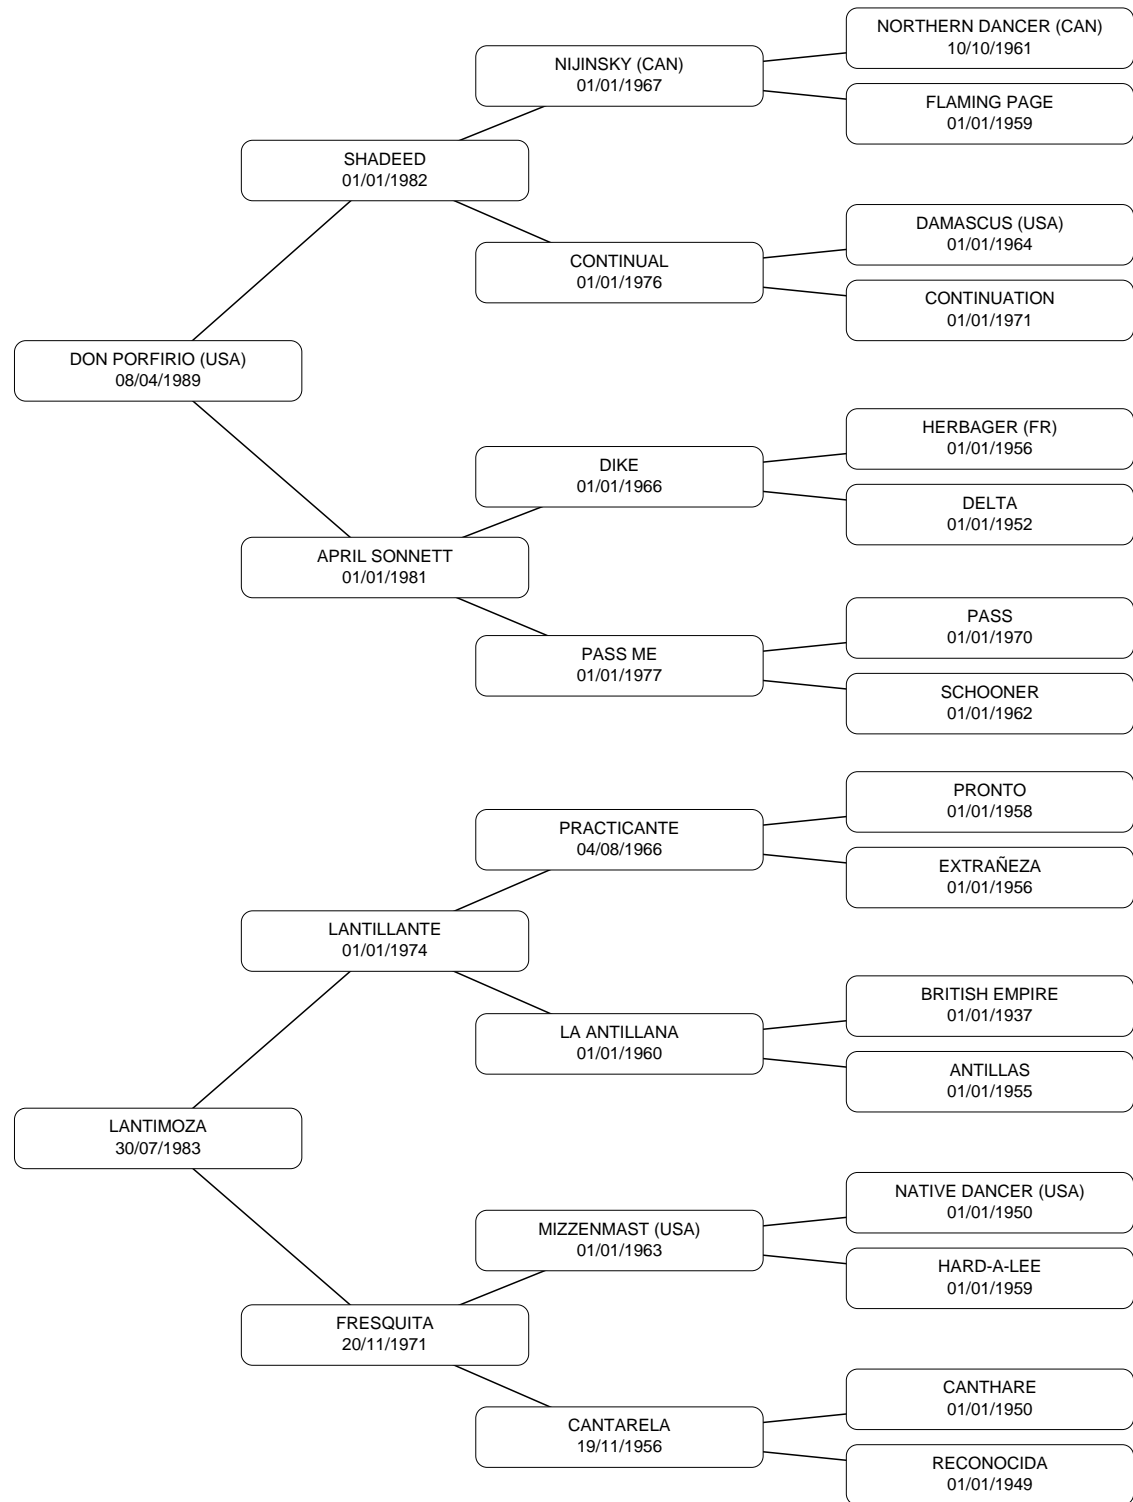 NORTHERN DANCER (CAN)
10/10/1961
NIJINSKY (CAN)
01/01/1967
FLAMING PAGE
01/01/1959
SHADEED
01/01/1982
DAMASCUS (USA)
01/01/1964
CONTINUAL
01/01/1976
CONTINUATION
01/01/1971
DON PORFIRIO (USA)
08/04/1989
HERBAGER (FR)
01/01/1956
DIKE
01/01/1966
DELTA
01/01/1952
APRIL SONNETT
01/01/1981
PASS
01/01/1970
PASS ME
01/01/1977
SCHOONER
01/01/1962
PRONTO
01/01/1958
PRACTICANTE
04/08/1966
EXTRAÑEZA
01/01/1956
LANTILLANTE
01/01/1974
BRITISH EMPIRE
01/01/1937
LA ANTILLANA
01/01/1960
ANTILLAS
01/01/1955
LANTIMOZA
30/07/1983
NATIVE DANCER (USA)
01/01/1950
MIZZENMAST (USA)
01/01/1963
HARD-A-LEE
01/01/1959
FRESQUITA
20/11/1971
CANTHARE
01/01/1950
CANTARELA
19/11/1956
RECONOCIDA
01/01/1949